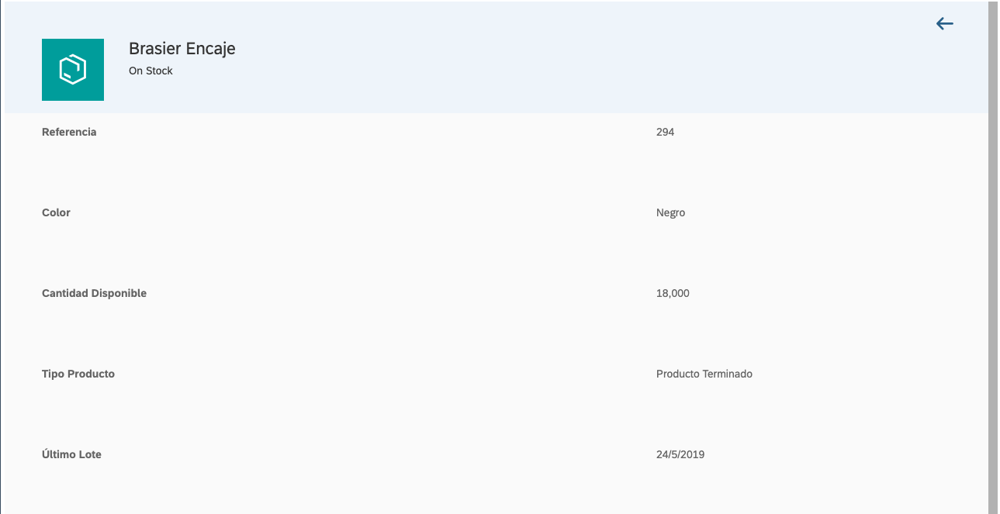 Brasier Encaje
On Stock
Referencia 294
Color Negro
Cantidad Disponible 18,000
Tipo Producto Producto Terminado
Último Lote 24/5/2019